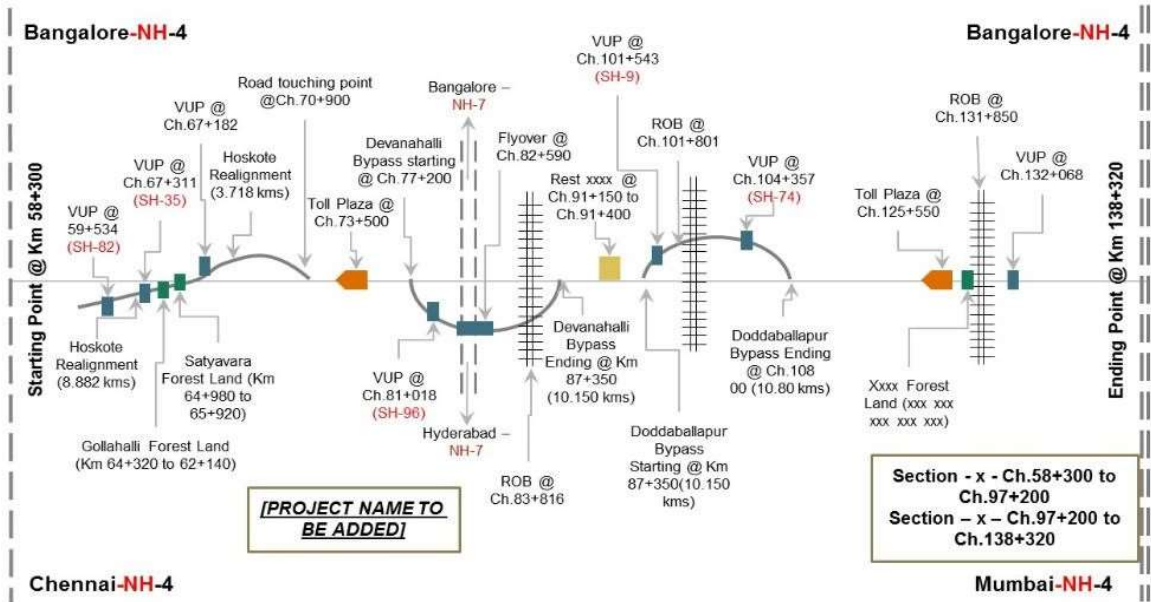 Bangalore-NH-4
Bangalore-NH-4
Starting Point @ Km 58+300
Ending Point @ Km 138+320
VUP @
59+534
(SH-82)
VUP @
Ch.67+311
(SH-35)
VUP @
Ch.67+182
Hoskote
Realignment
(3.718 kms)
Road touching point
@Ch.70+900
Toll Plaza @
Ch.73+500
Devanahalli
Bypass starting
@ Ch.77+200
Bangalore –
NH-7
Flyover @
Ch.82+590
Rest xxxx @
Ch.91+150 to
Ch.91+400
VUP @
Ch.101+543
(SH-9)
ROB @
Ch.101+801
VUP @
Ch.104+357
(SH-74)
Toll Plaza @
Ch.125+550
ROB @
Ch.131+850
VUP @
Ch.132+068
Hoskote
Realignment
(8.882 kms)
Satyavara
Forest Land (Km
64+980 to
65+920)
Gollahalli Forest Land
(Km 64+320 to 62+140)
VUP @
Ch.81+018
(SH-96)
Hyderabad –
NH-7
ROB @
Ch.83+816
Devanahalli
Bypass
Ending @ Km
87+350
(10.150 kms)
Doddaballapur
Bypass
Starting @ Km
87+350(10.150
kms)
Doddaballapur
Bypass Ending
@ Ch.108
00 (10.80 kms)
Xxxx Forest
Land (xxx xxx
xxx xxx xxx)
[PROJECT NAME TO
BE ADDED]
Section - x - Ch.58+300 to
Ch.97+200
Section – x – Ch.97+200 to
Ch.138+320
Chennai-NH-4
Mumbai-NH-4